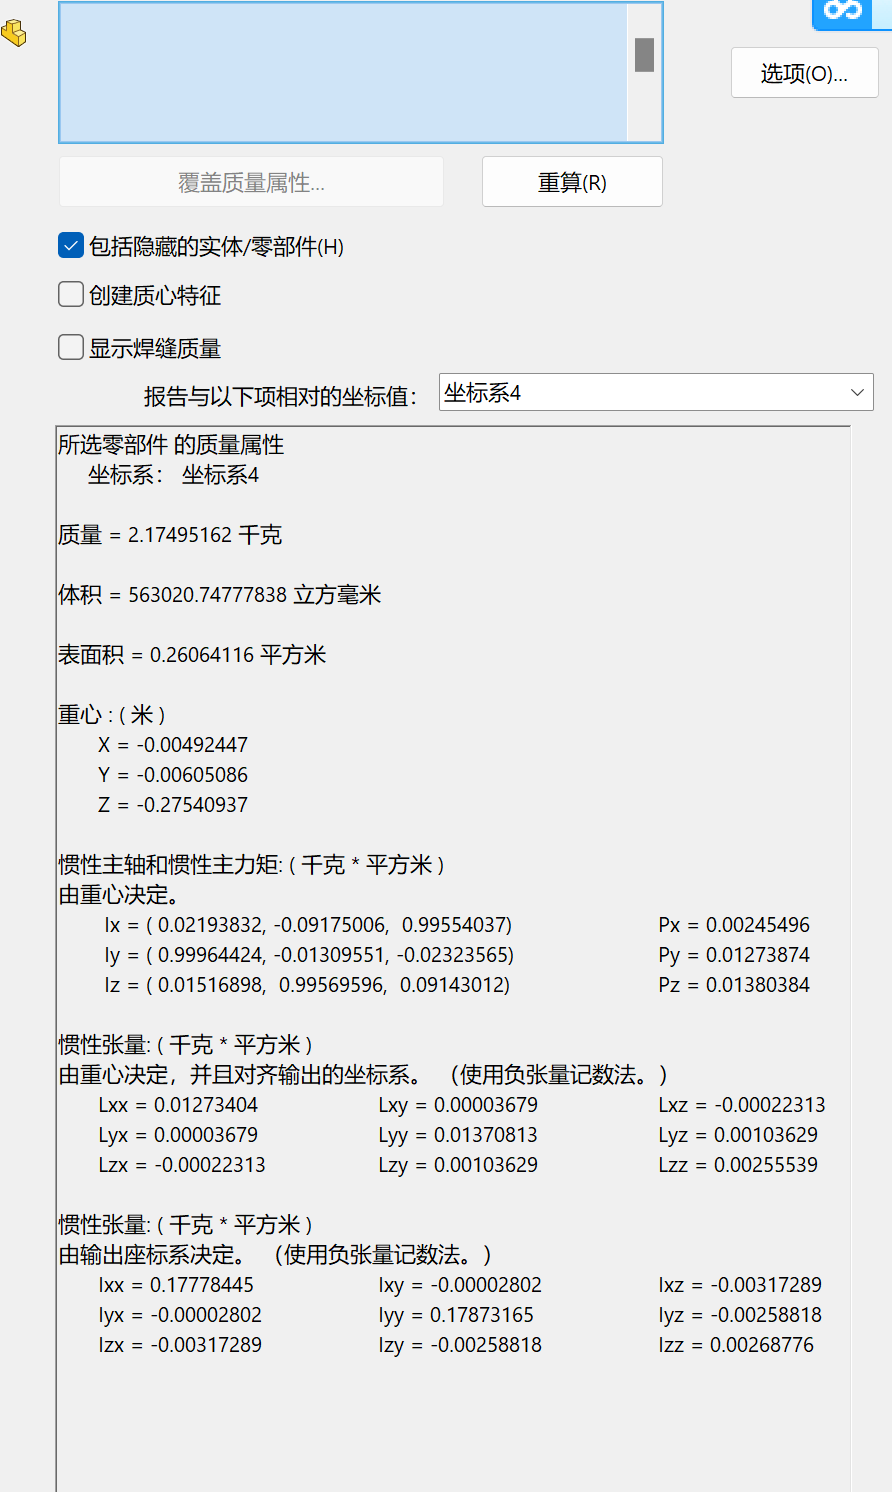 选项(O)...
覆盖质量属性...
重算(R)
包括隐藏的实体/零部件(H)
创建质心特征
显示焊缝质量
报告与以下项相对的坐标值： 坐标系4
所选零部件 的质量属性
坐标系： 坐标系4
质量 = 2.17495162 千克
体积 = 563020.74777838 立方毫米
表面积 = 0.26064116 平方米
重心 : ( 米 )
X = -0.00492447
Y = -0.00605086
Z = -0.27540937
惯性主轴和惯性主力矩: ( 千克 * 平方米 )
由重心决定。
Ix = ( 0.02193832, -0.09175006, 0.99554037) Px = 0.00245496
Iy = ( 0.99964424, -0.01309551, -0.02323565) Py = 0.01273874
Iz = ( 0.01516898, 0.99569596, 0.09143012) Pz = 0.01380384
惯性张量: ( 千克 * 平方米 )
由重心决定，并且对齐输出的坐标系。 （使用负张量记数法。）
Lxx = 0.01273404 Lxy = 0.00003679 Lxz = -0.00022313
Lyx = 0.00003679 Lyy = 0.01370813 Lyz = 0.00103629
Lzx = -0.00022313 Lzy = 0.00103629 Lzz = 0.00255539
惯性张量: ( 千克 * 平方米 )
由输出座标系决定。 （使用负张量记数法。）
Ixx = 0.17778445 Ixy = -0.00002802 Ixz = -0.00317289
Iyx = -0.00002802 Iyy = 0.17873165 Iyz = -0.00258818
Izx = -0.00317289 Izy = -0.00258818 Izz = 0.00268776